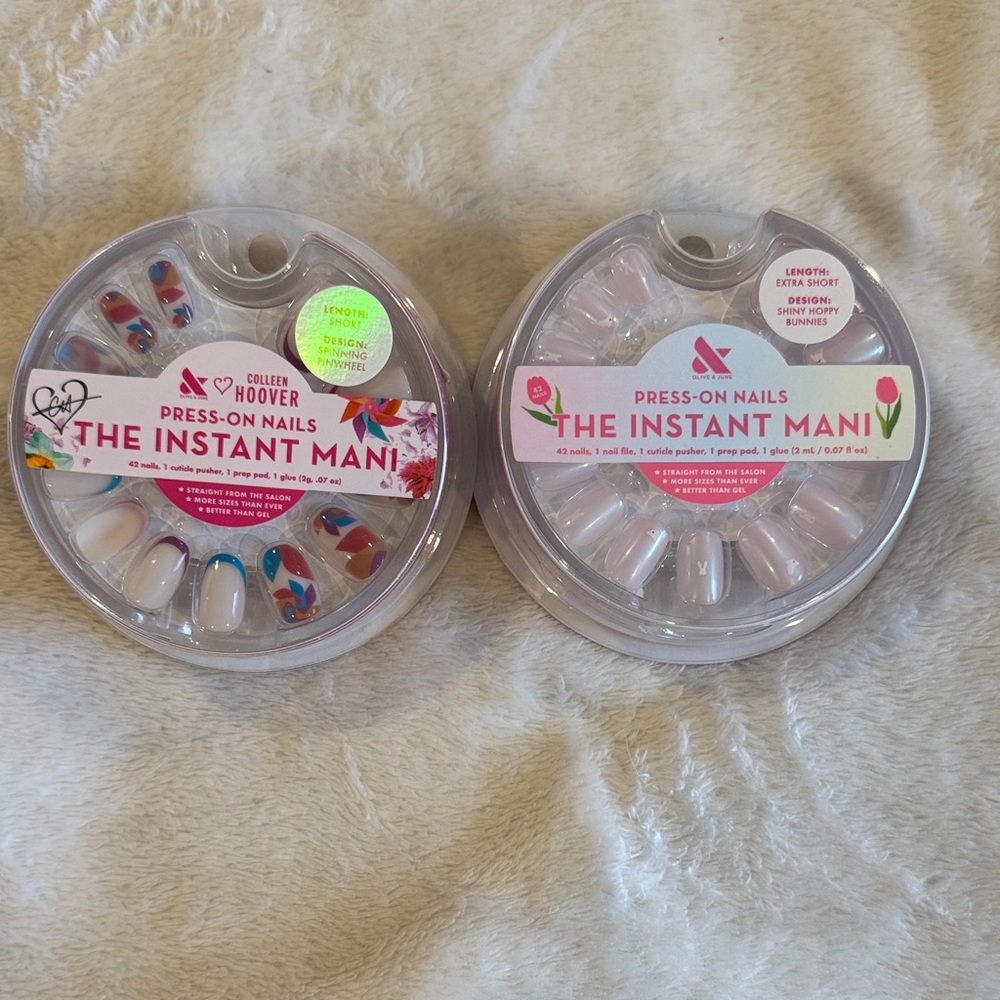 LENGTH:
SHORT
DESIGN:
SPINNING
PINWHEEL
OLIVE & JUNE
COLLEEN
HOOVER
PRESS-ON NAILS
THE INSTANT MANI
42 nails, 1 cuticle pusher, 1 prep pad, 1 glue (2g, .07 oz)
★ STRAIGHT FROM THE SALON
★ MORE SIZES THAN EVER
★ BETTER THAN GEL
LENGTH:
EXTRA SHORT
DESIGN:
SHINY HOPPY
BUNNIES
&
OLIVE & JUNE
42
NAILS
PRESS-ON NAILS
THE INSTANT MANI
42 nails, 1 nail file, 1 cuticle pusher, 1 prep pad, 1 glue (2 mL / 0.07 fl oz)
★ STRAIGHT FROM THE SALON
★ MORE SIZES THAN EVER
★ BETTER THAN GEL